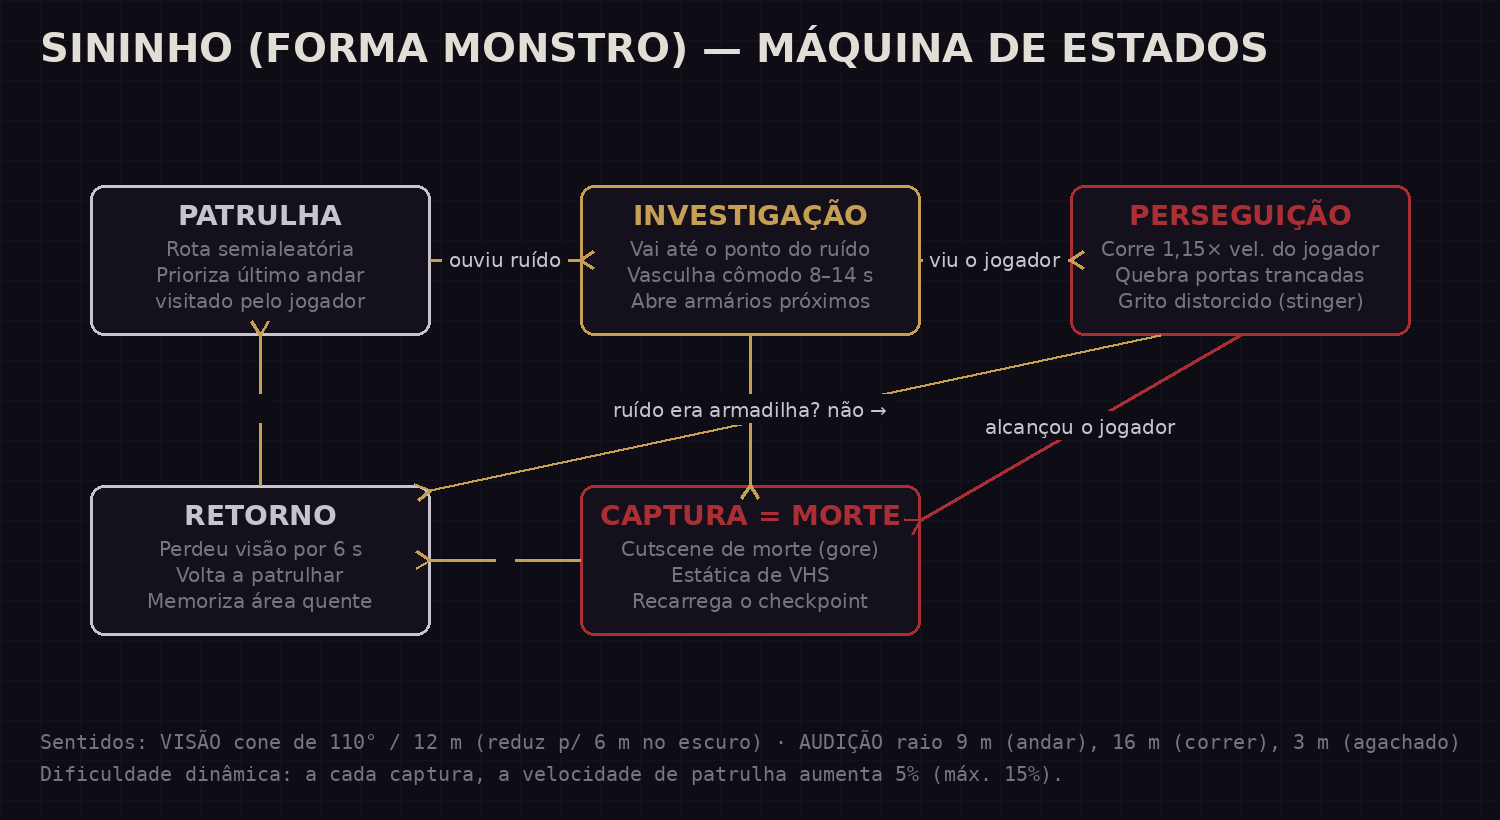 SININHO (FORMA MONSTRO) — MÁQUINA DE ESTADOS
PATRULHA
Rota semialeatória
Prioriza último andar
visitado pelo jogador
ouviu ruído
INVESTIGAÇÃO
Vai até o ponto do ruído
Vasculha cômodo 8–14 s
Abre armários próximos
viu o jogador
PERSEGUIÇÃO
Corre 1,15× vel. do jogador
Quebra portas trancadas
Grito distorcido (stinger)
ruído era armadilha? não →
alcançou o jogador
RETORNO
Perdeu visão por 6 s
Volta a patrulhar
Memoriza área quente
CAPTURA = MORTE
Cutscene de morte (gore)
Estática de VHS
Recarrega o checkpoint
Sentidos: VISÃO cone de 110° / 12 m (reduz p/ 6 m no escuro) · AUDIÇÃO raio 9 m (andar), 16 m (correr), 3 m (agachado)
Dificuldade dinâmica: a cada captura, a velocidade de patrulha aumenta 5% (máx. 15%).